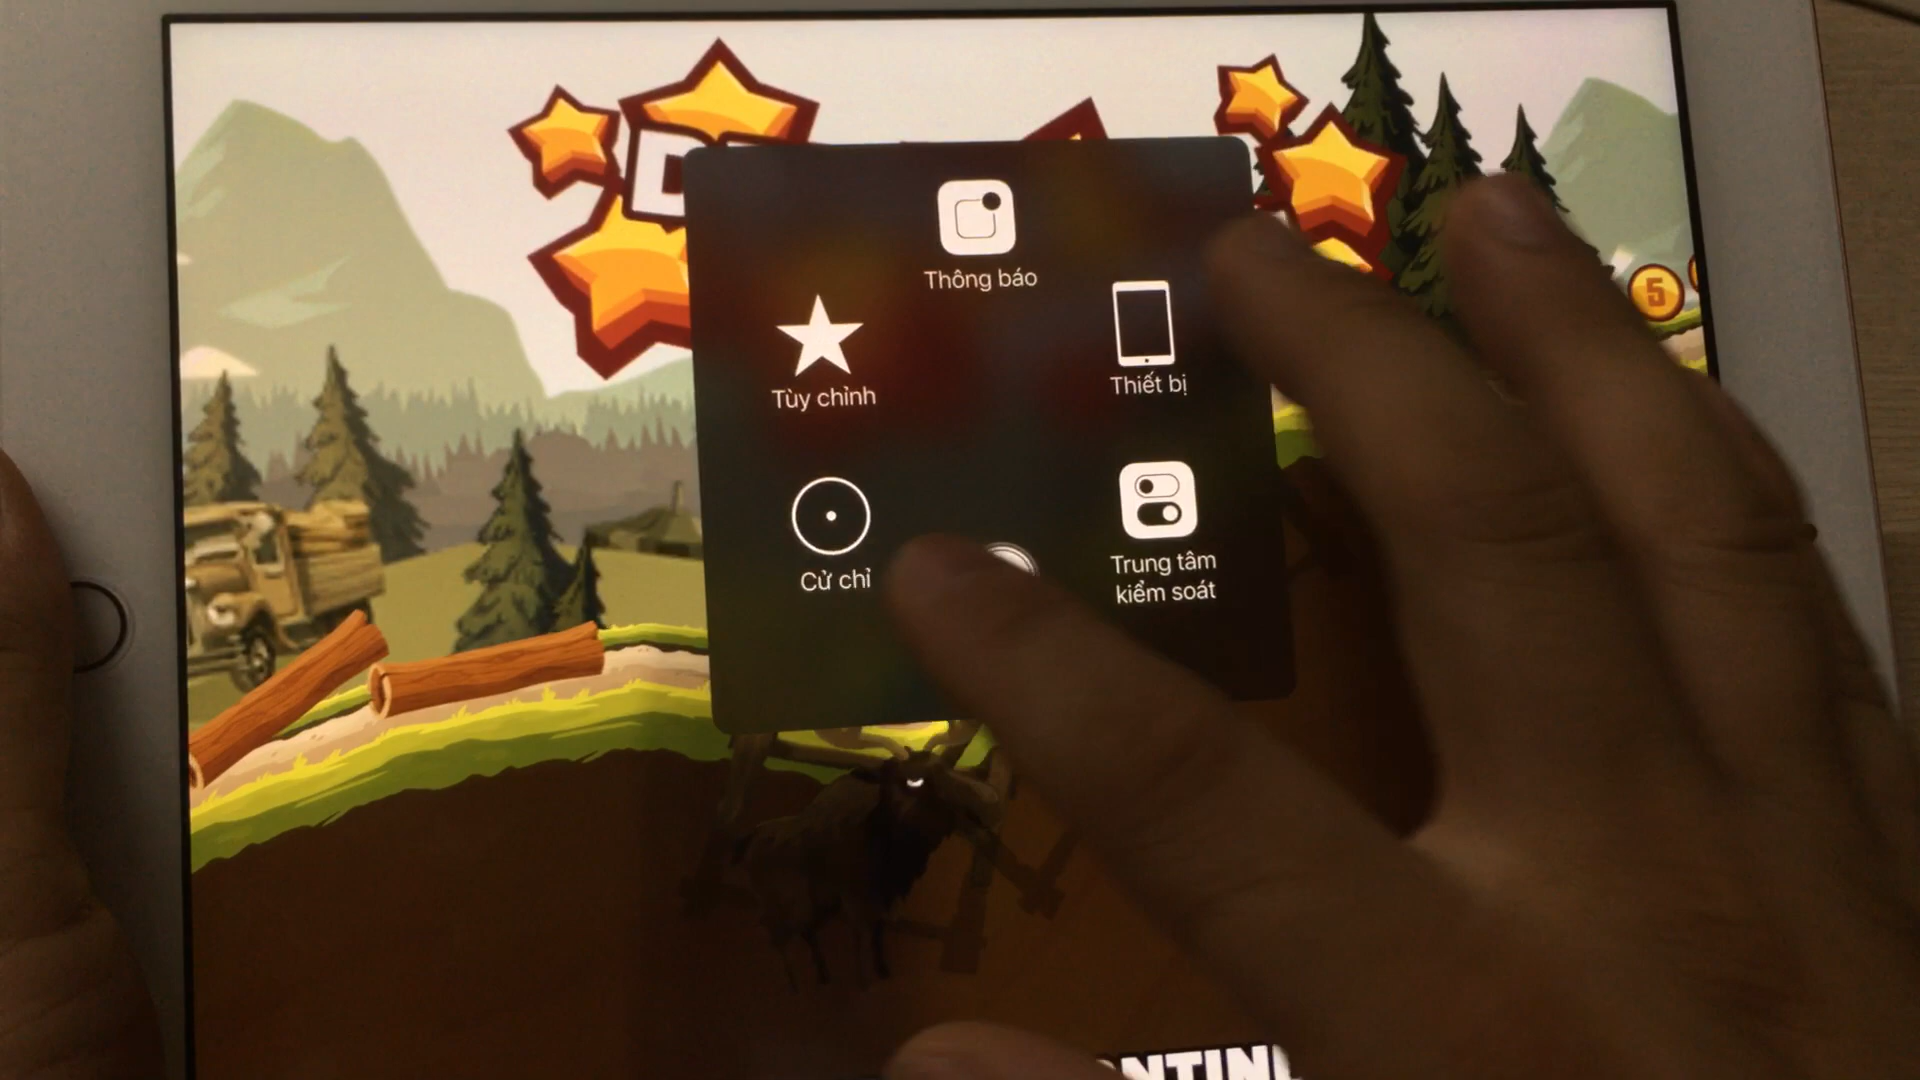 Thông báo
Tùy chỉnh
Thiết bị
5
Cử chỉ
Trung tâm
kiểm soát